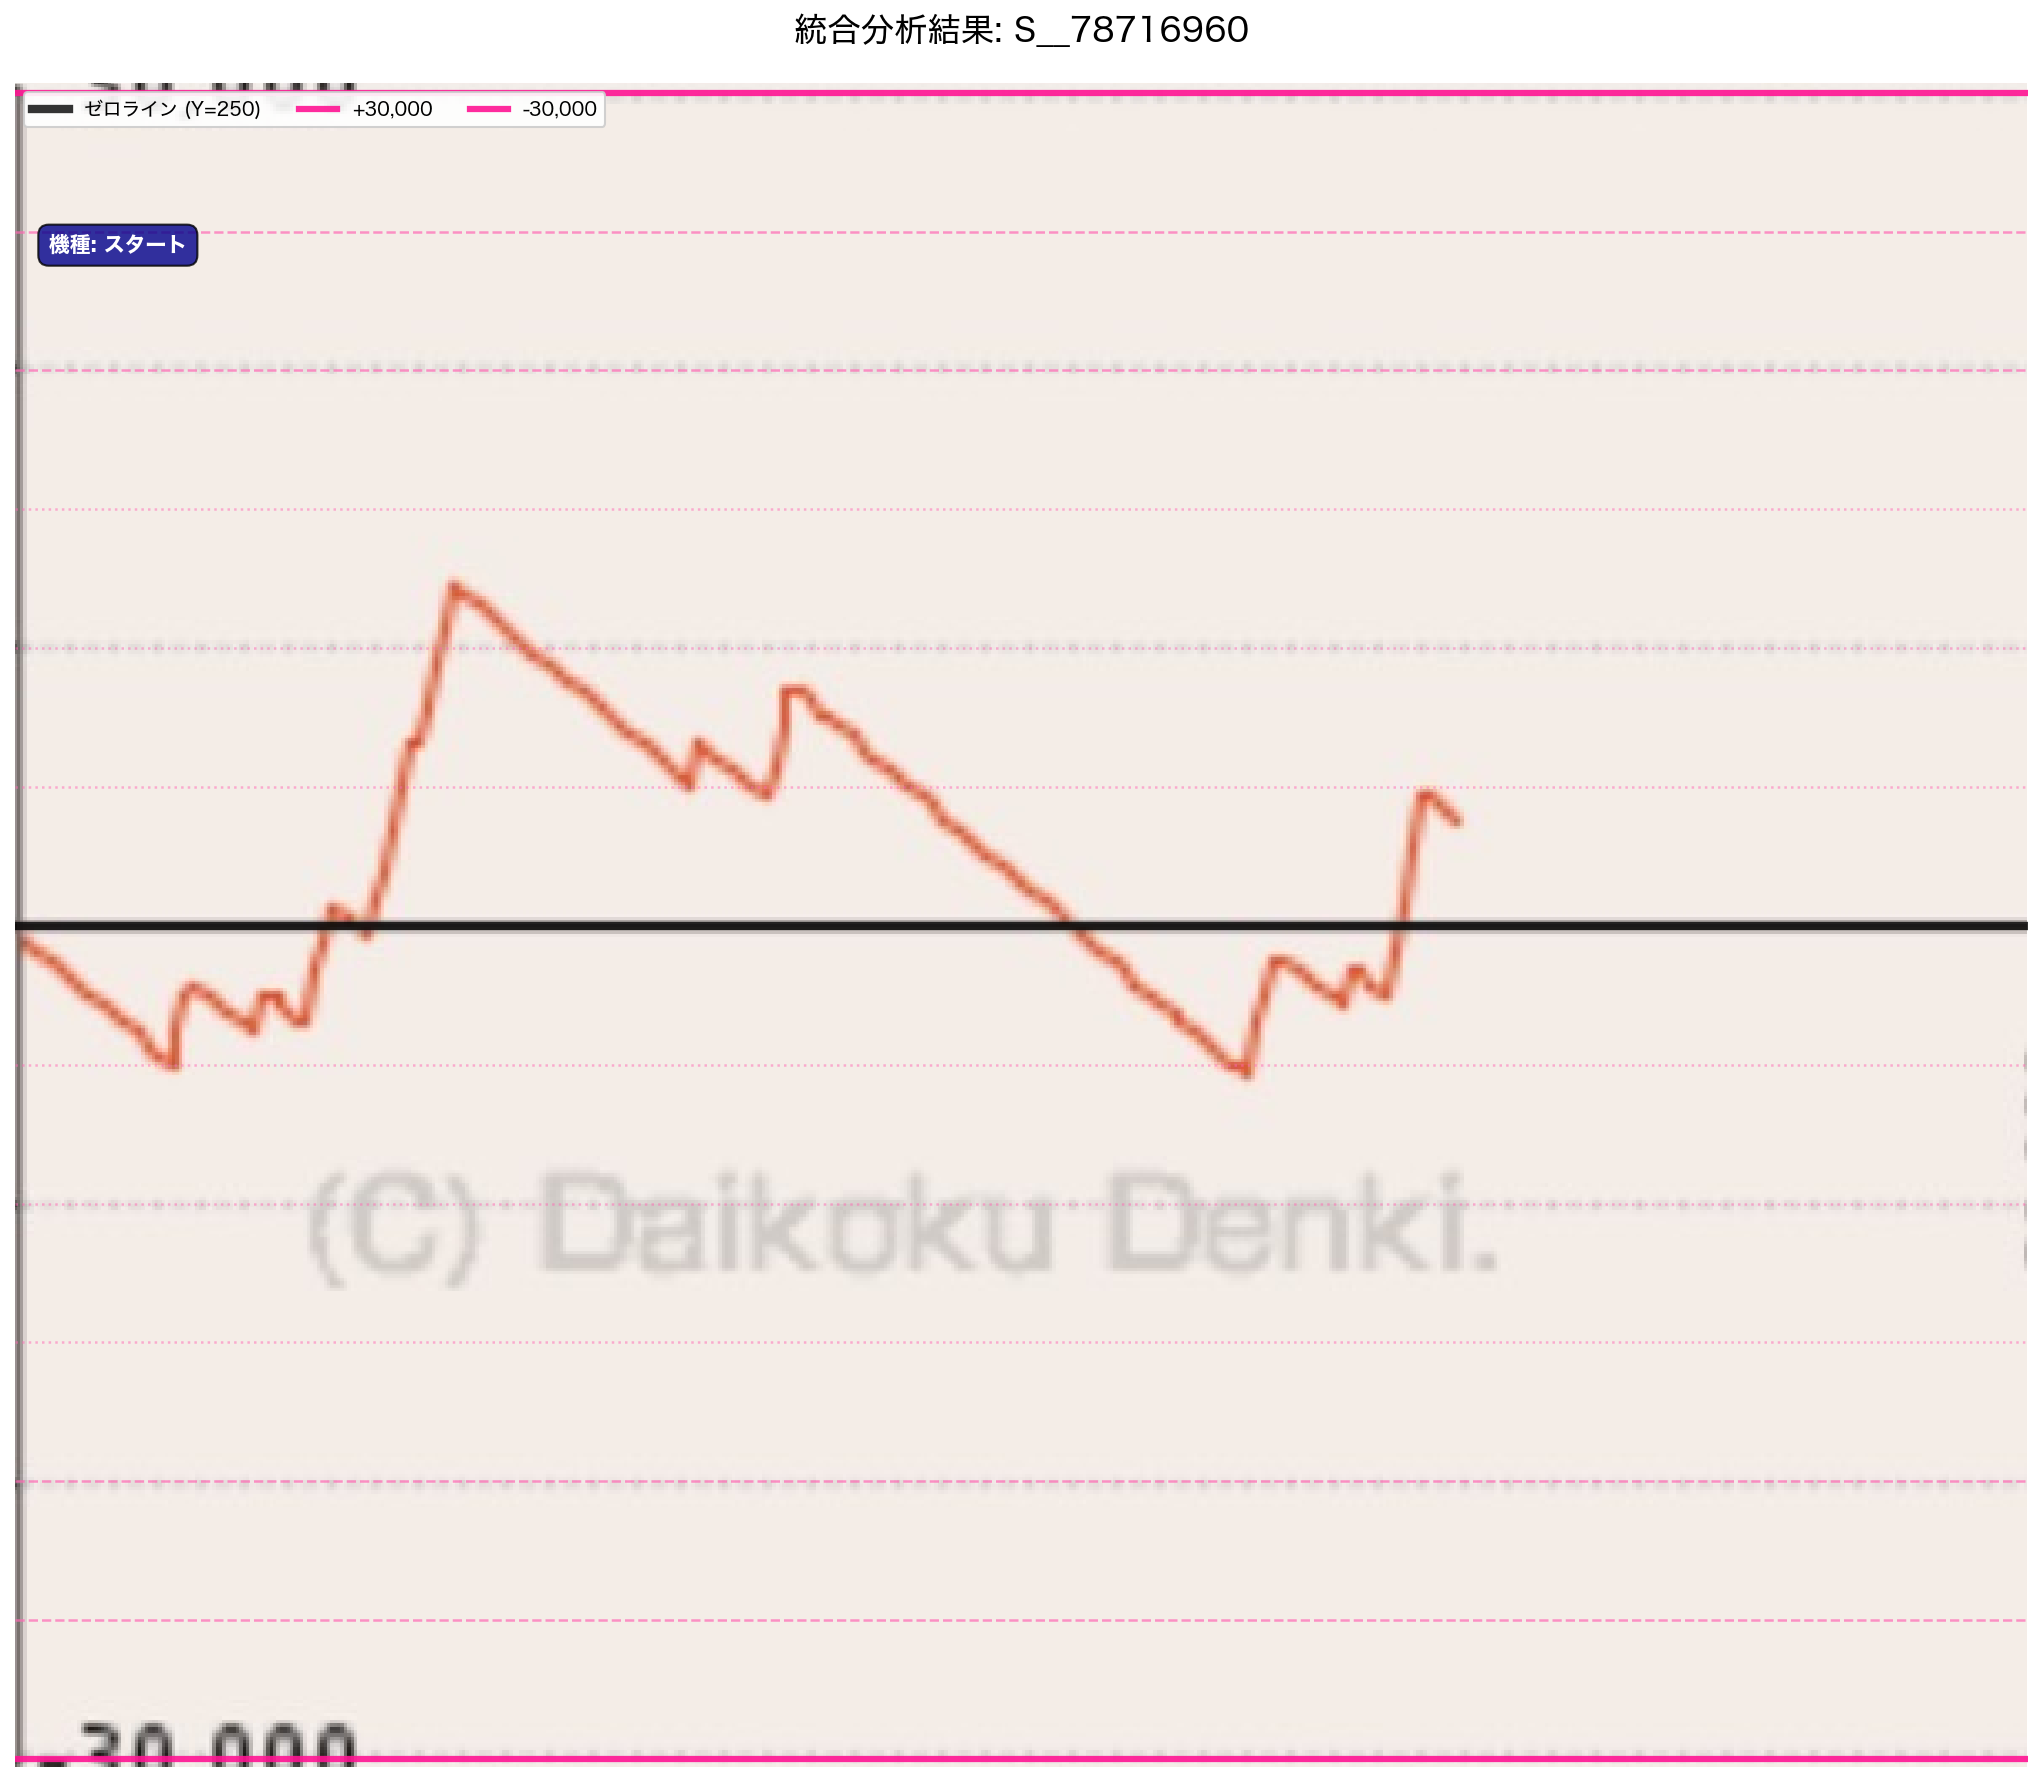 統合分析結果: S__78716960
ゼロライン (Y=250) +30,000 -30,000
機種: スタート
(C) Daikoku Denki.
-30,000